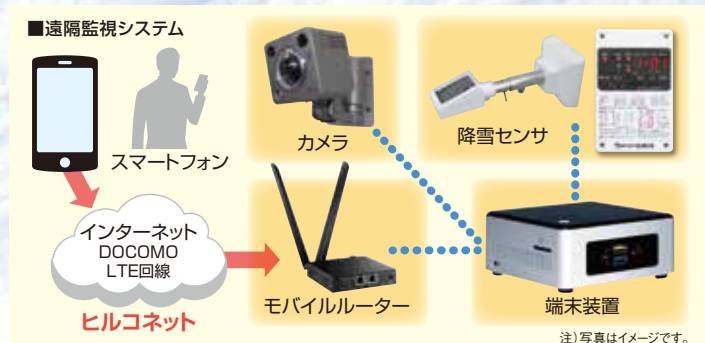 ■遠隔監視システム
スマートフォン
カメラ
降雪センサ
インターネット
DOCOMO
LTE回線
ヒルコネット
モバイルルーター
端末装置
注)写真はイメージです。